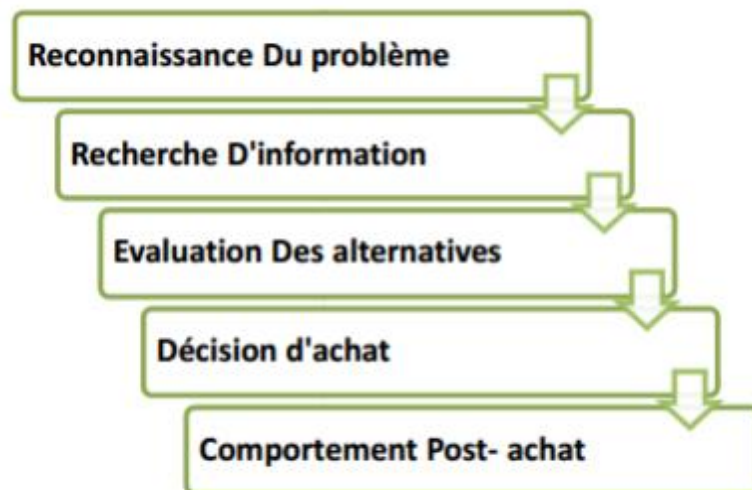 Reconnaissance Du problème
Recherche D'information
Evaluation Des alternatives
Décision d'achat
Comportement Post- achat